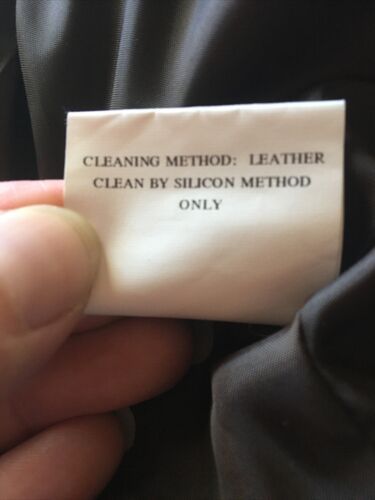 CLEANING METHOD: LEATHER
CLEAN BY SILICON METHOD
ONLY